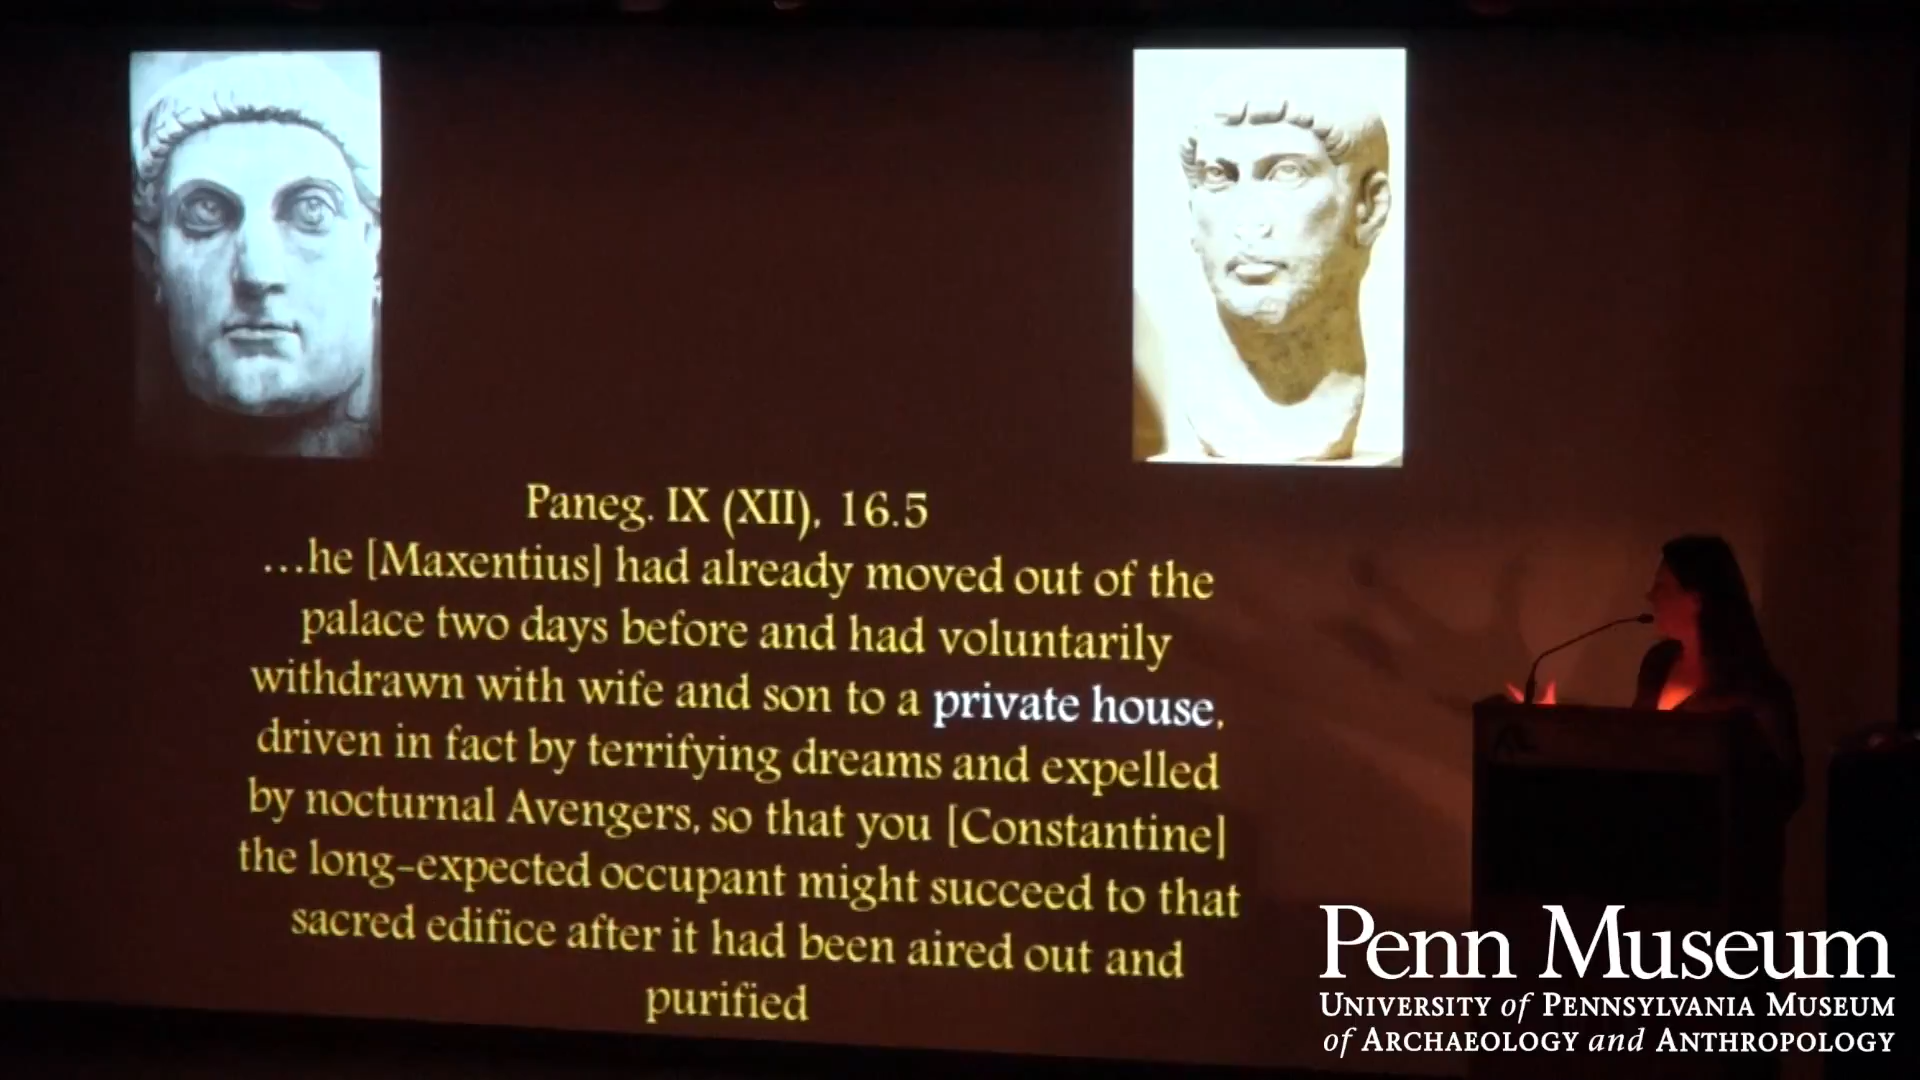 Paneg. IX (XII), 16.5
...he [Maxentius] had already moved out of the
palace two days before and had voluntarily
withdrawn with wife and son to a private house,
driven in fact by terrifying dreams and expelled
by nocturnal Avengers, so that you [Constantine]
the long-expected occupant might succeed to that
sacred edifice after it had been aired out and
purified
Penn Museum
UNIVERSITY of PENNSYLVANIA MUSEUM
of ARCHAEOLOGY and ANTHROPOLOGY